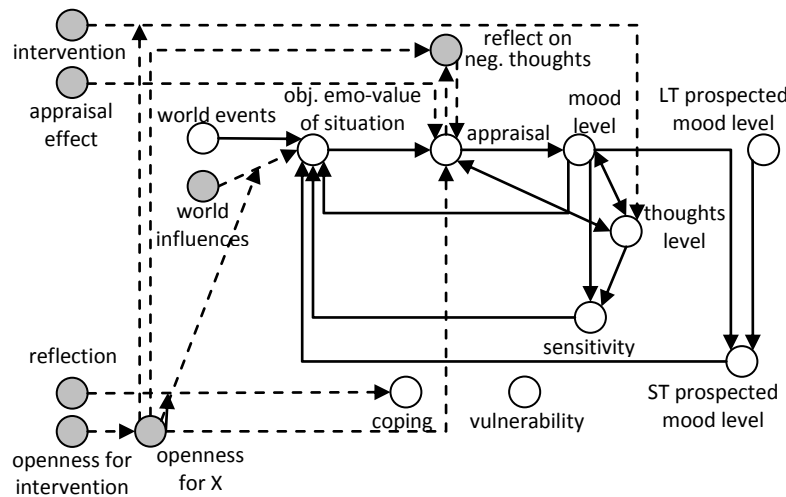 intervention
appraisal
effect
world events
obj. emo-value
of situation
reflect on
neg. thoughts
appraisal
mood
level
LT prospected
mood level
world
influences
thoughts
level
sensitivity
ST prospected
mood level
reflection
coping
vulnerability
openness for
intervention
openness
for X